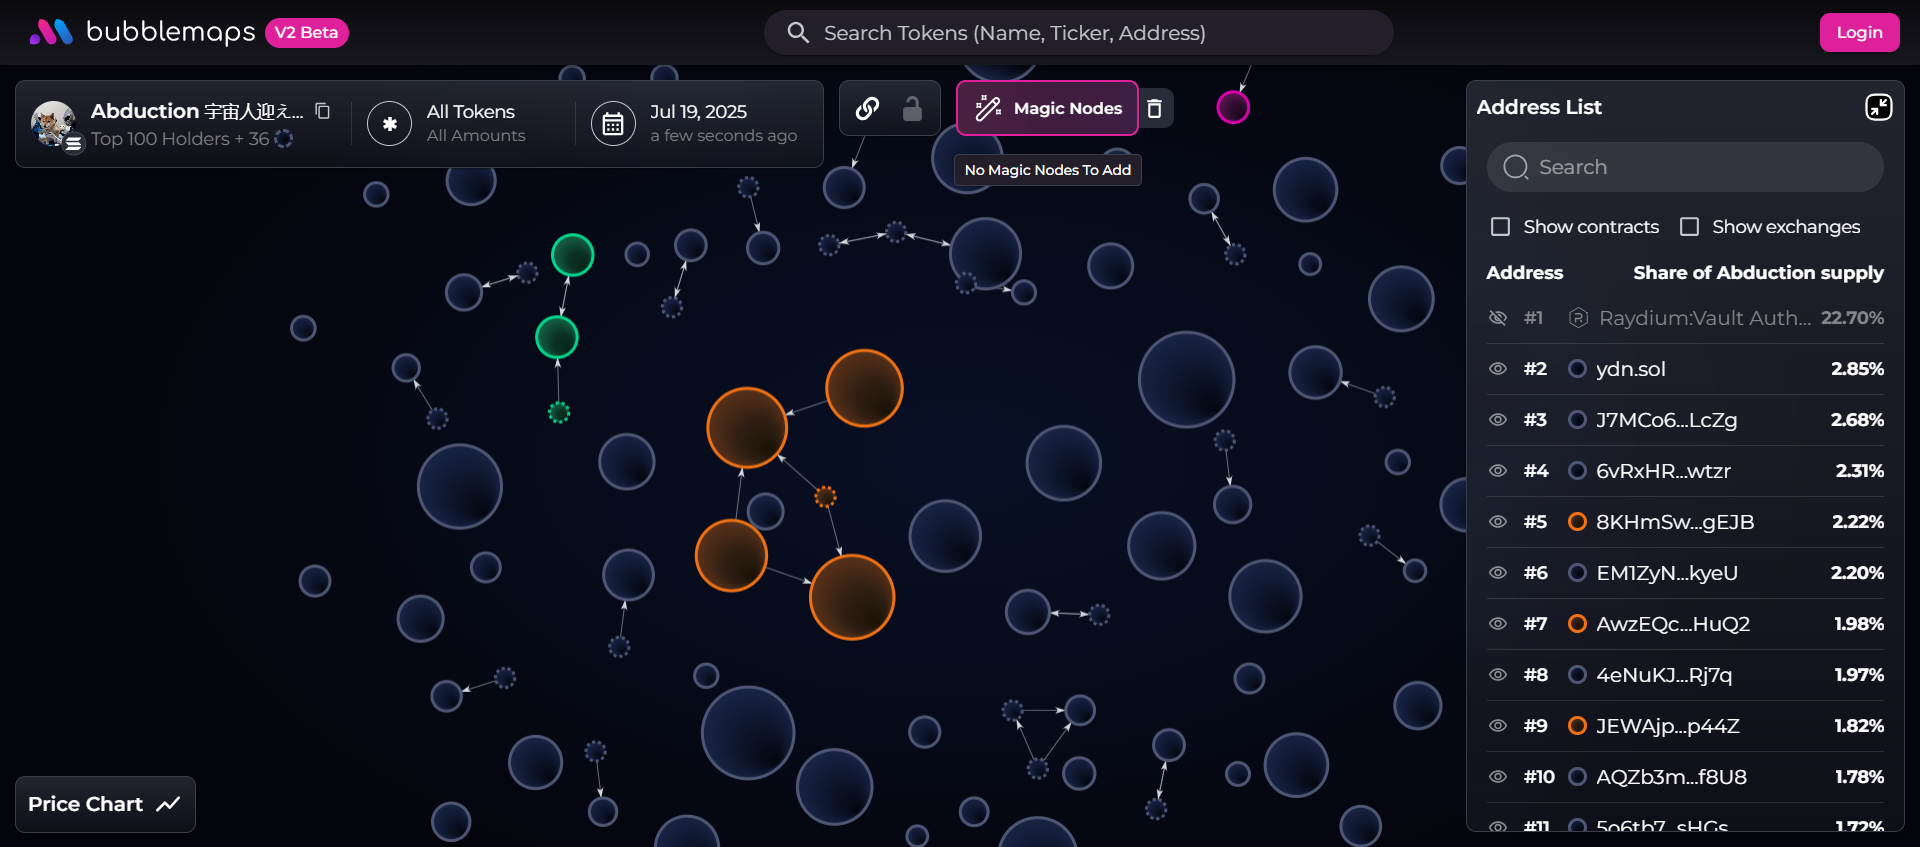 bubblemaps V2 Beta
Search Tokens (Name, Ticker, Address)
Login
Abduction 宇宙人迎え...
Top 100 Holders + 36
All Tokens
All Amounts
Jul 19, 2025
a few seconds ago
Magic Nodes
No Magic Nodes To Add
Address List
Search
Show contracts Show exchanges
Address Share of Abduction supply
#1 Raydium:Vault Auth... 22.70%
#2 ydn.sol 2.85%
#3 J7MCo6...LcZg 2.68%
#4 6vRxHR...wtzr 2.31%
#5 8KHmSw...gEJB 2.22%
#6 EM1ZyN...kyeU 2.20%
#7 AwzEQc...HuQ2 1.98%
#8 4eNuKJ...Rj7q 1.97%
#9 JEWAjp...p44Z 1.82%
#10 AQZb3m...f8U8 1.78%
#11 5o6tb7...sHGs 1.72%
Price Chart